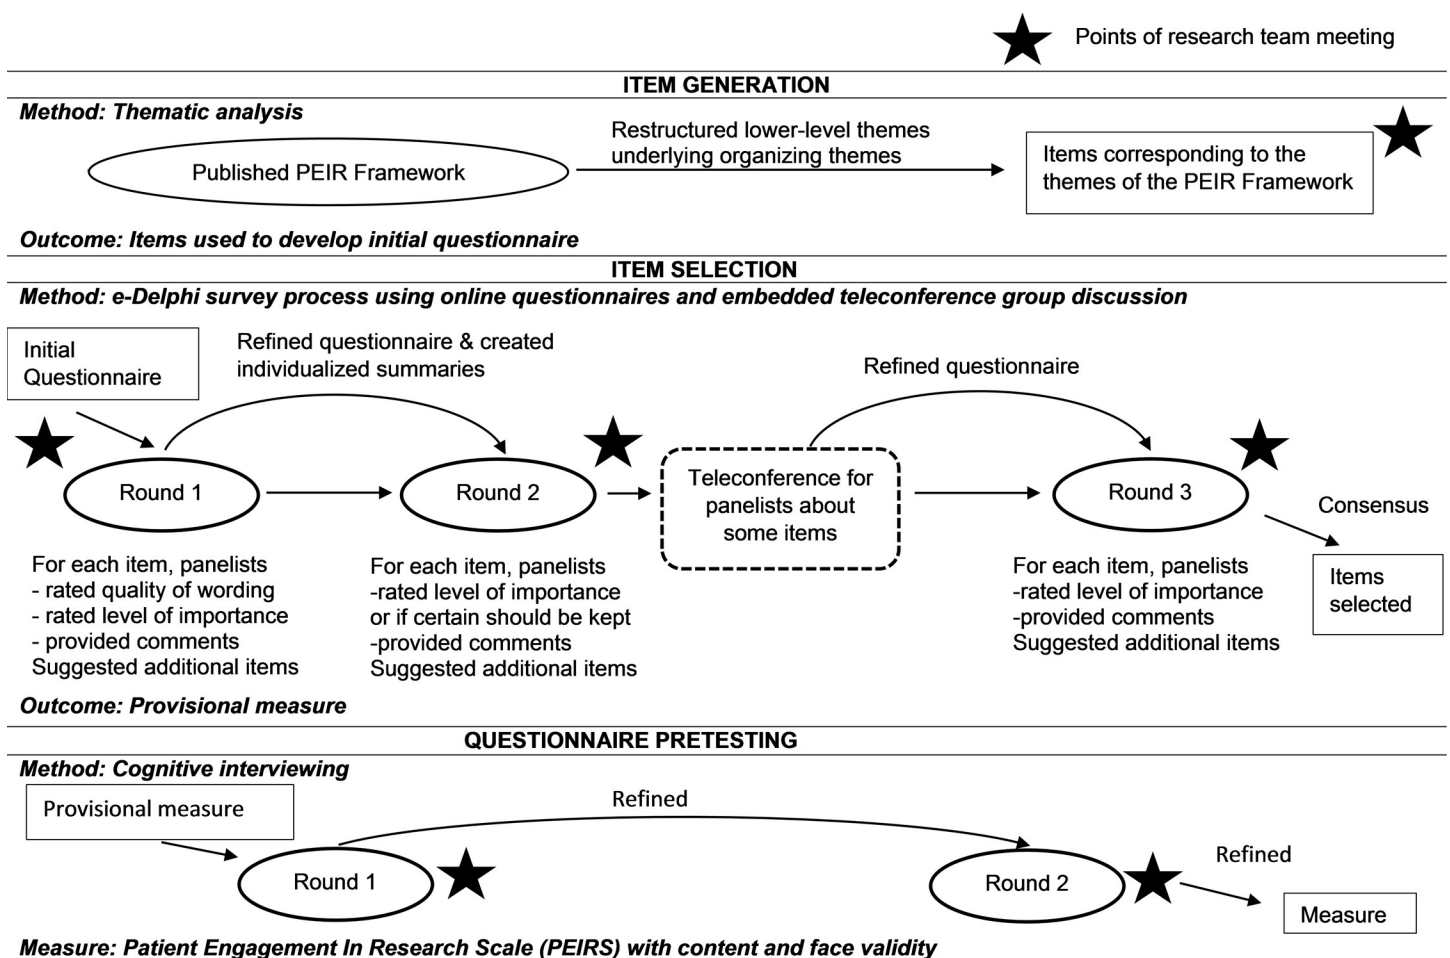 Points of research team meeting
ITEM GENERATION
Method: Thematic analysis
Published PEIR Framework
Restructured lower-level themes
underlying organizing themes
Items corresponding to the
themes of the PEIR Framework
Outcome: Items used to develop initial questionnaire
ITEM SELECTION
Method: e-Delphi survey process using online questionnaires and embedded teleconference group discussion
Initial
Questionnaire
Refined questionnaire & created
individualized summaries
Refined questionnaire
Round 1
Round 2
Teleconference for
panelists about
some items
Round 3
Consensus
Items
selected
For each item, panelists
- rated quality of wording
- rated level of importance
- provided comments
Suggested additional items
For each item, panelists
-rated level of importance
or if certain should be kept
-provided comments
Suggested additional items
For each item, panelists
-rated level of importance
-provided comments
Suggested additional items
Outcome: Provisional measure
QUESTIONNAIRE PRETESTING
Method: Cognitive interviewing
Provisional measure
Refined
Round 1
Round 2
Refined
Measure
Measure: Patient Engagement In Research Scale (PEIRS) with content and face validity